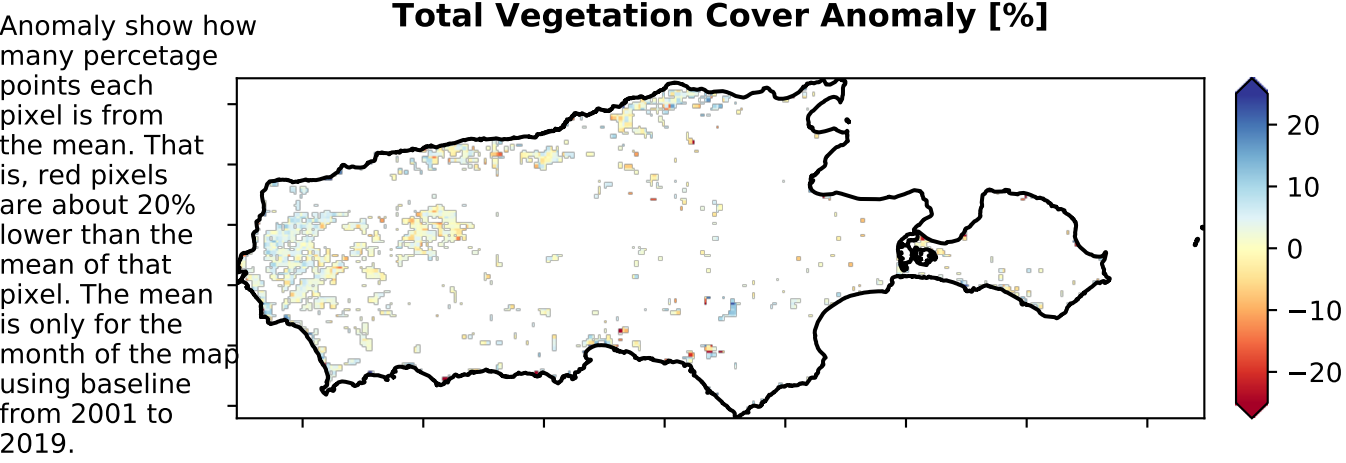 Total Vegetation Cover Anomaly [%]
Anomaly show how
many percetage
points each
pixel is from
the mean. That
is, red pixels
are about 20%
lower than the
mean of that
pixel. The mean
is only for the
month of the map
using baseline
from 2001 to
2019.
20
10
0
−10
−20